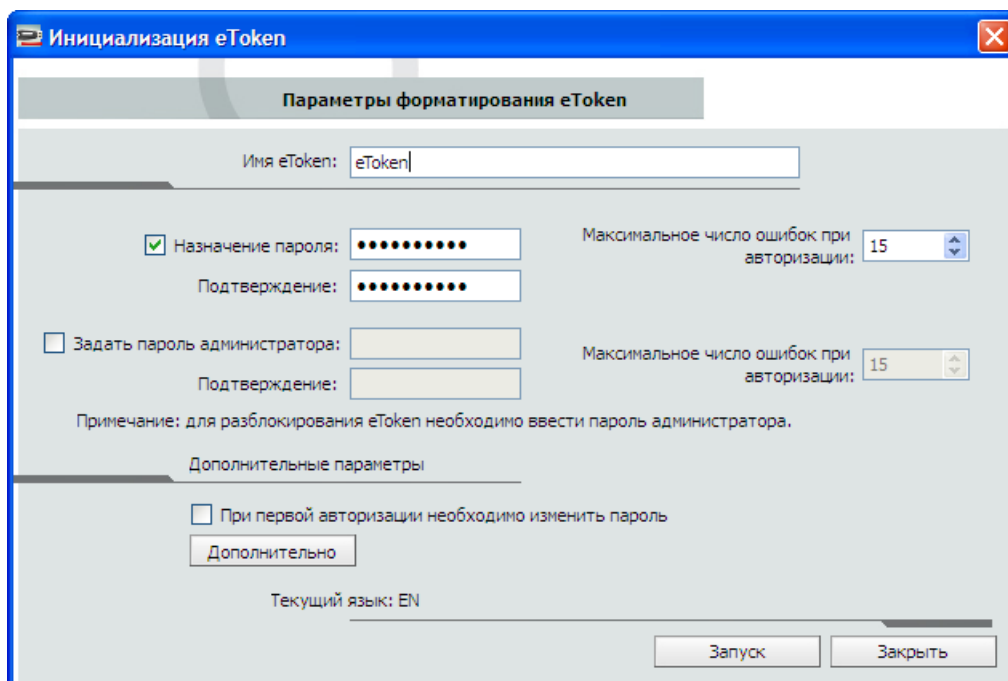 Инициализация eToken
Параметры форматирования eToken
Имя eToken: eToken
Назначение пароля: ●●●●●●●●●●
Максимальное число ошибок при
авторизации: 15
Подтверждение: ●●●●●●●●●●
Задать пароль администратора:
Максимальное число ошибок при
авторизации: 15
Подтверждение:
Примечание: для разблокирования eToken необходимо ввести пароль администратора.
Дополнительные параметры
При первой авторизации необходимо изменить пароль
Дополнительно
Текущий язык: EN
Запуск
Закрыть